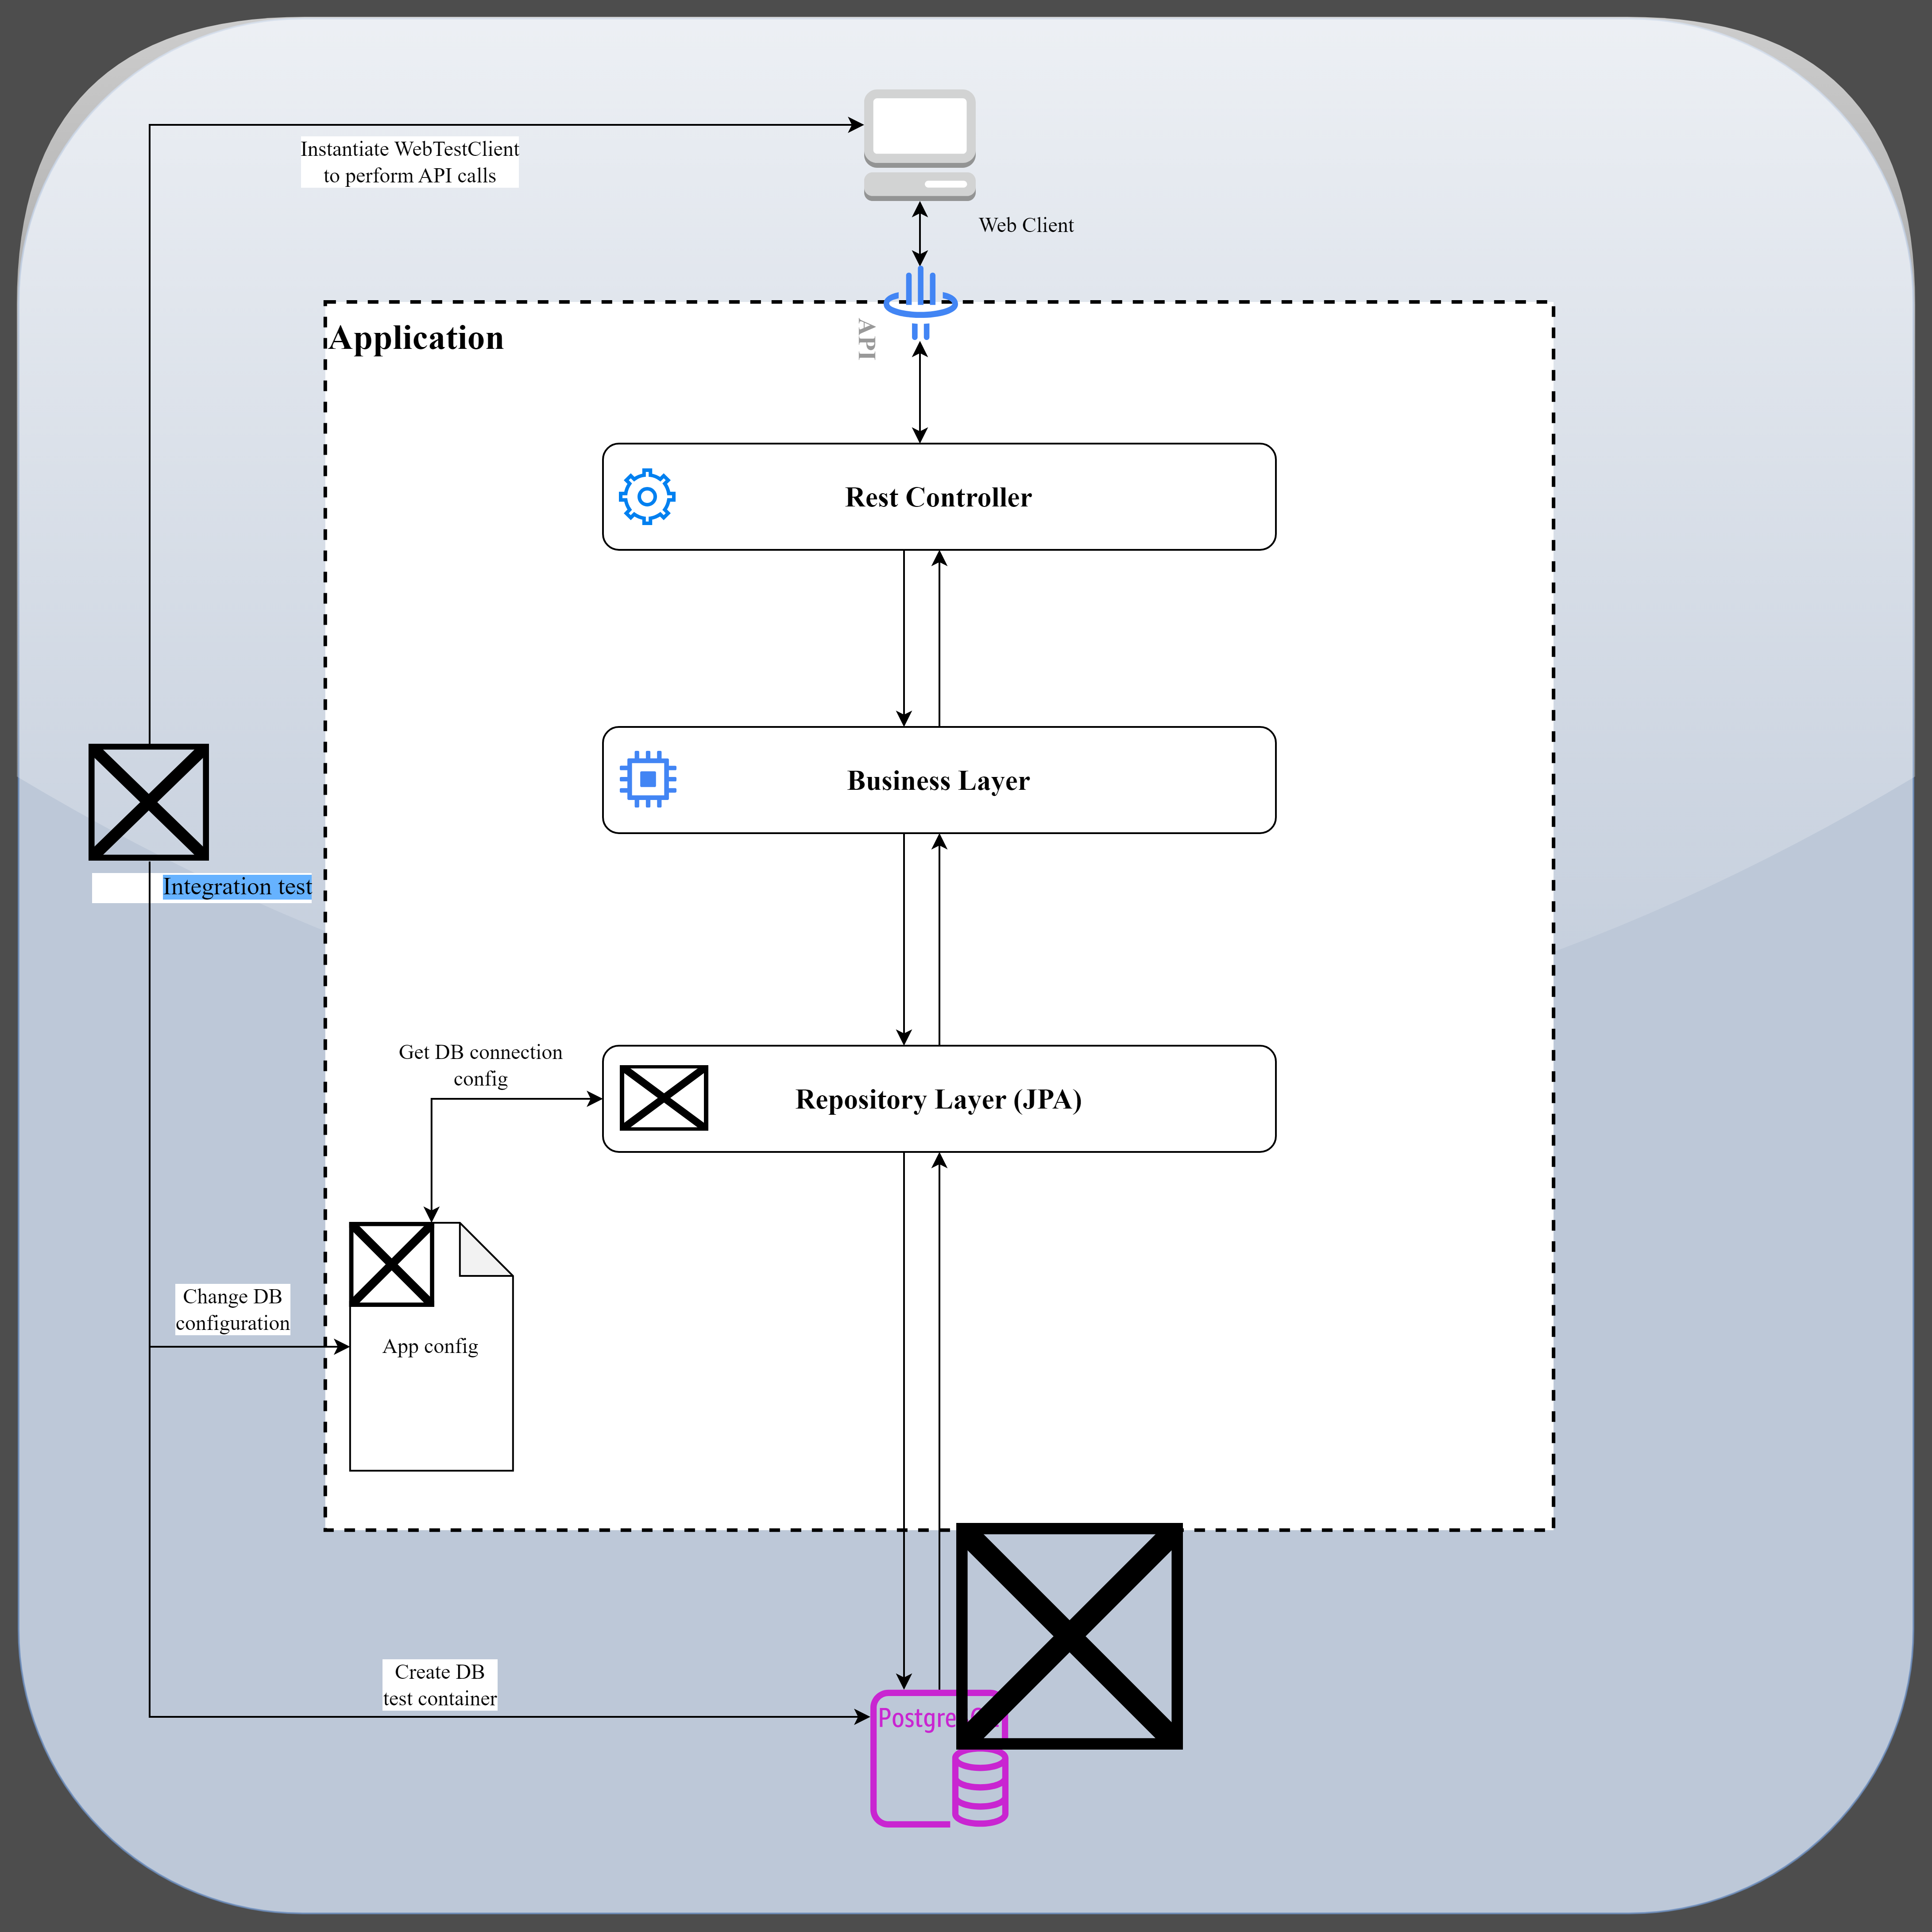 Instantiate WebTestClient
to perform API calls
Web Client
Application
API
Rest Controller
Business Layer
Integration test
Get DB connection
config
Repository Layer (JPA)
Change DB
configuration
App config
Create DB
test container